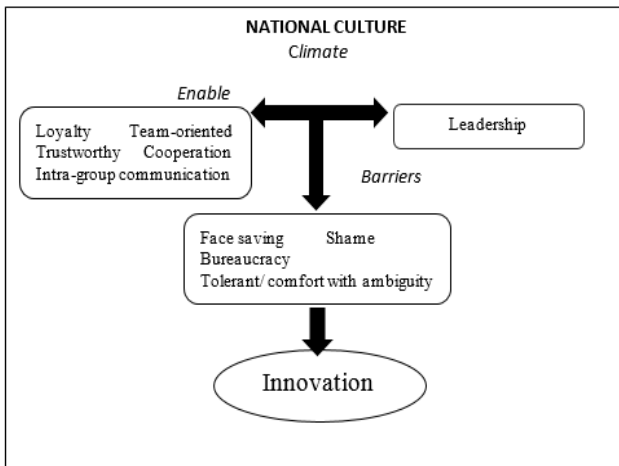 NATIONAL CULTURE
Climate
Enable
Loyalty Team-oriented
Trustworthy Cooperation
Intra-group communication
Leadership
Barriers
Face saving Shame
Bureaucracy
Tolerant/ comfort with ambiguity
Innovation